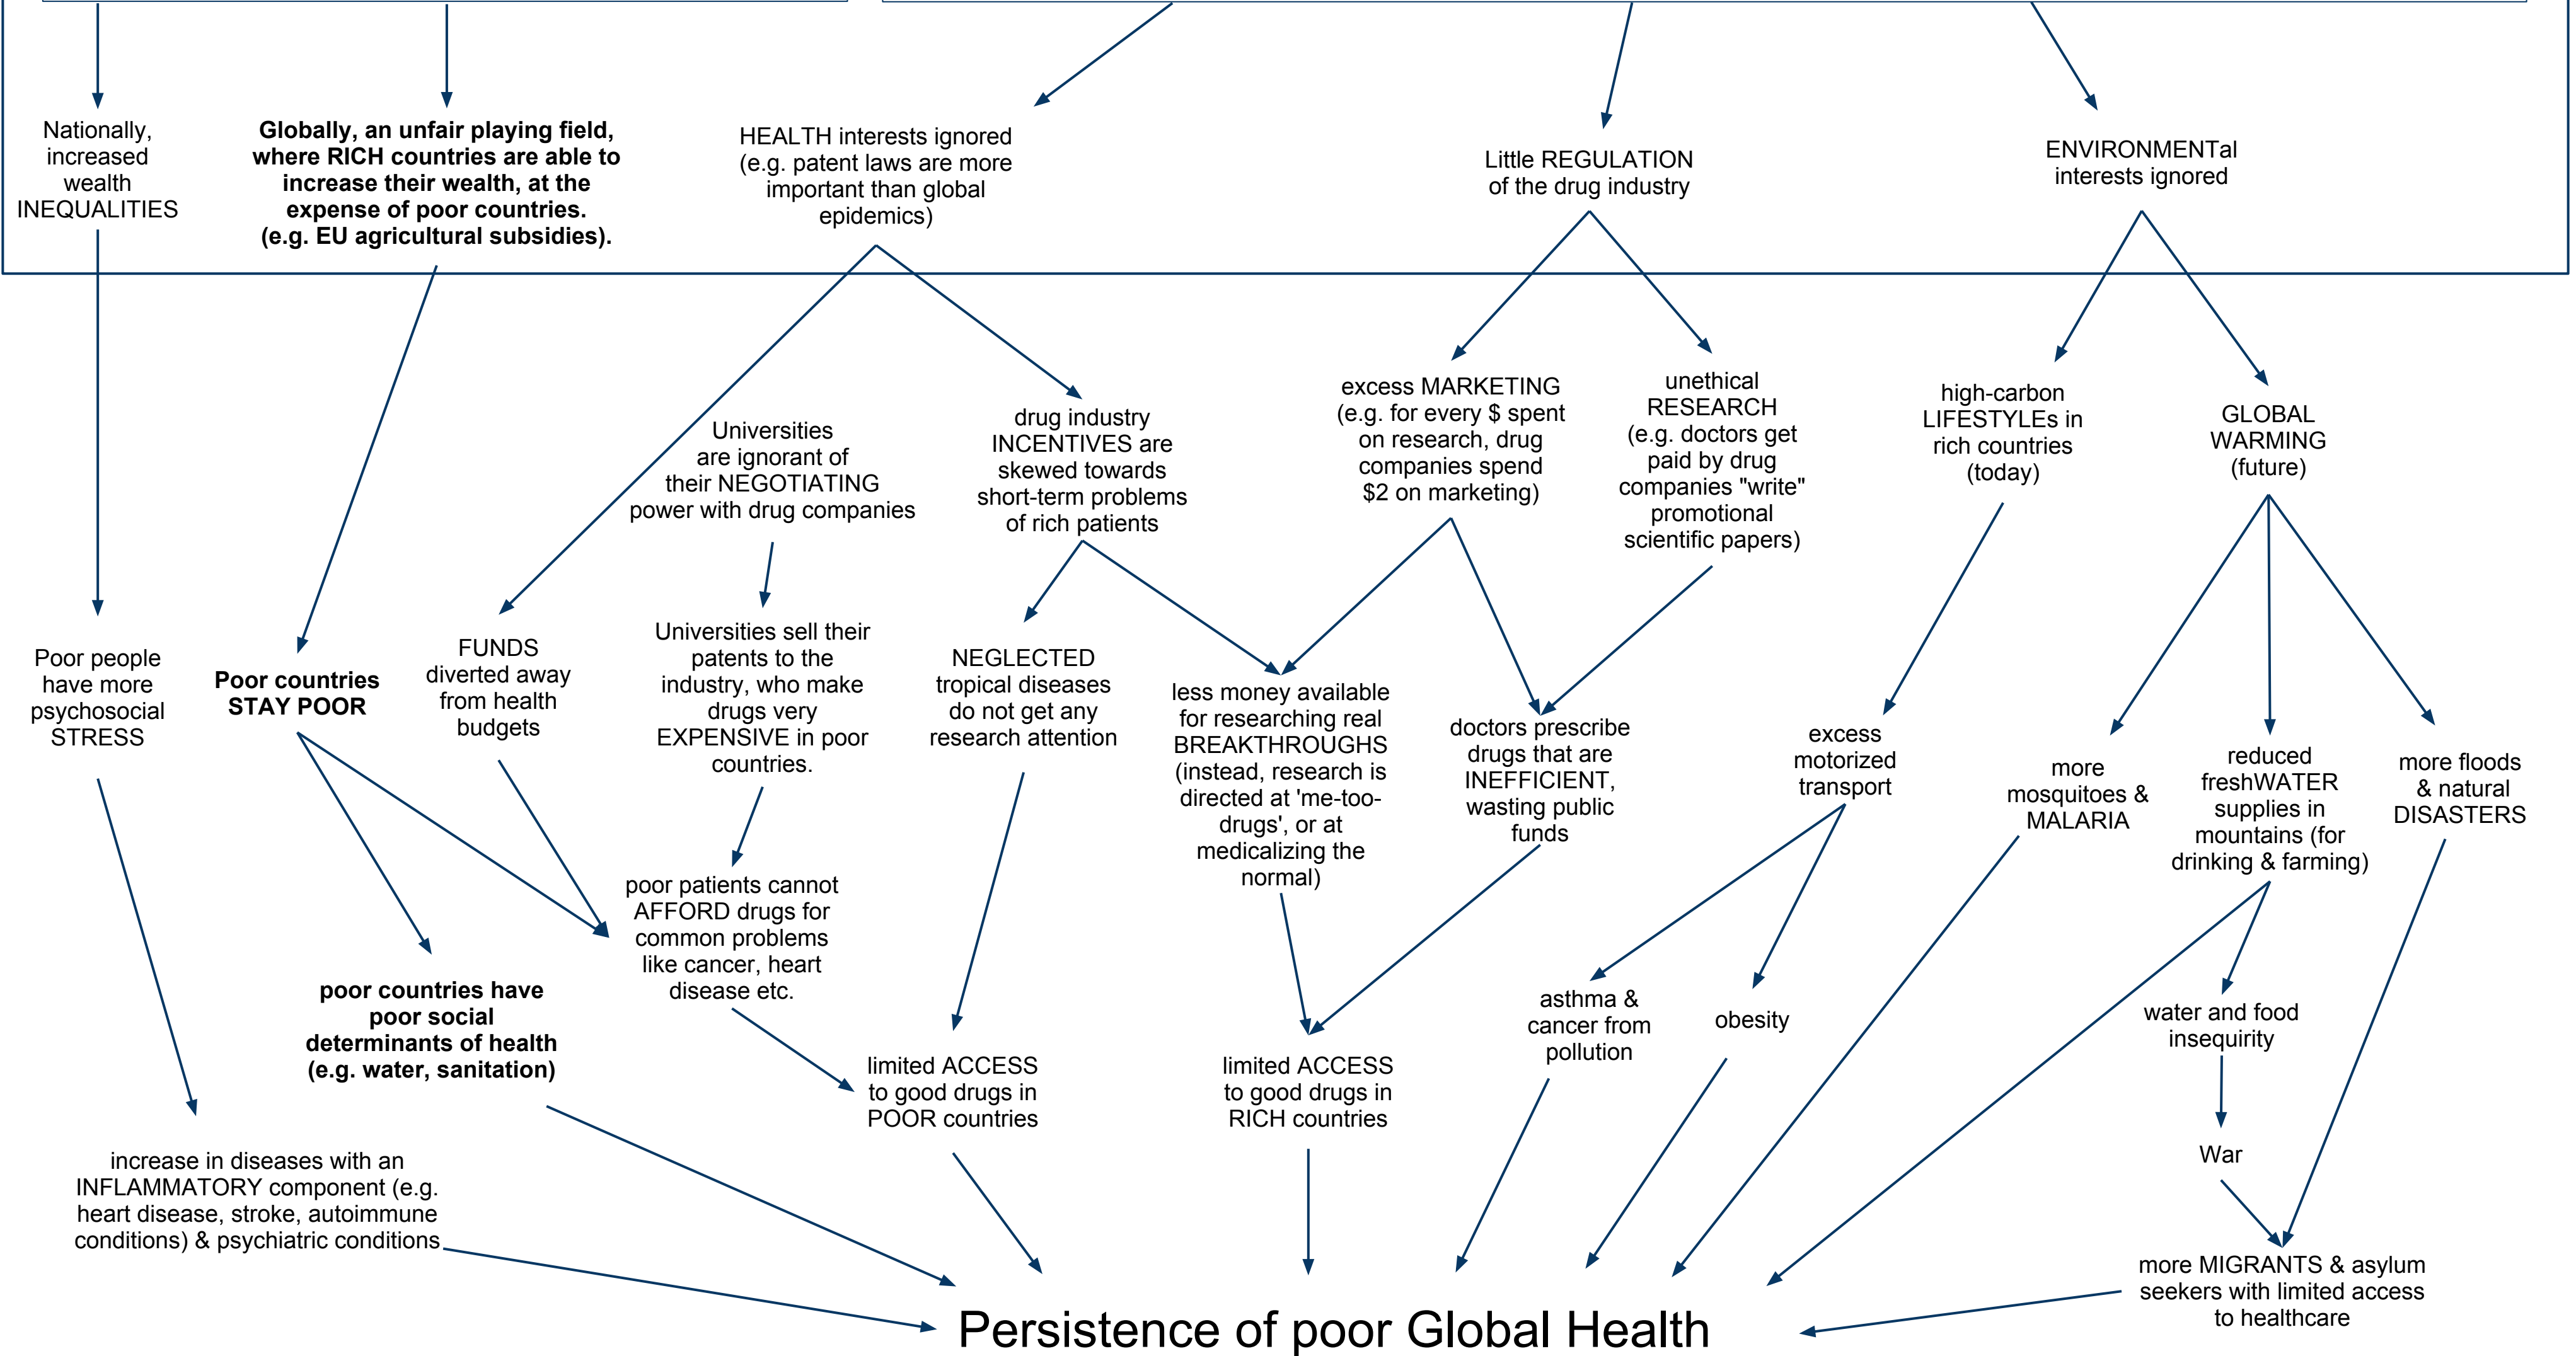 Nationally,
increased
wealth
INEQUALITIES
Globally, an unfair playing field,
where RICH countries are able to
increase their wealth, at the
expense of poor countries.
(e.g. EU agricultural subsidies).
HEALTH interests ignored
(e.g. patent laws are more
important than global
epidemics)
Little REGULATION
of the drug industry
ENVIRONMENTal
interests ignored
Universities
are ignorant of
their NEGOTIATING
power with drug companies
drug industry
INCENTIVES are
skewed towards
short-term problems
of rich patients
excess MARKETING
(e.g. for every $ spent
on research, drug
companies spend
$2 on marketing)
unethical
RESEARCH
(e.g. doctors get
paid by drug
companies "write"
promotional
scientific papers)
high-carbon
LIFESTYLEs in
rich countries
(today)
GLOBAL
WARMING
(future)
Poor people
have more
psychosocial
STRESS
Poor countries
STAY POOR
FUNDS
diverted away
from health
budgets
Universities sell their
patents to the
industry, who make
drugs very
EXPENSIVE in poor
countries.
NEGLECTED
tropical diseases
do not get any
research attention
less money available
for researching real
BREAKTHROUGHS
(instead, research is
directed at 'me-too-
drugs', or at
medicalizing the
normal)
doctors prescribe
drugs that are
INEFFICIENT,
wasting public
funds
excess
motorized
transport
more
mosquitoes &
MALARIA
reduced
freshWATER
supplies in
mountains (for
drinking & farming)
more floods
& natural
DISASTERS
poor patients cannot
AFFORD drugs for
common problems
like cancer, heart
disease etc.
poor countries have
poor social
determinants of health
(e.g. water, sanitation)
asthma &
cancer from
pollution
obesity
water and food
insequirity
limited ACCESS
to good drugs in
POOR countries
limited ACCESS
to good drugs in
RICH countries
War
increase in diseases with an
INFLAMMATORY component (e.g.
heart disease, stroke, autoimmune
conditions) & psychiatric conditions
more MIGRANTS & asylum
seekers with limited access
to healthcare
Persistence of poor Global Health